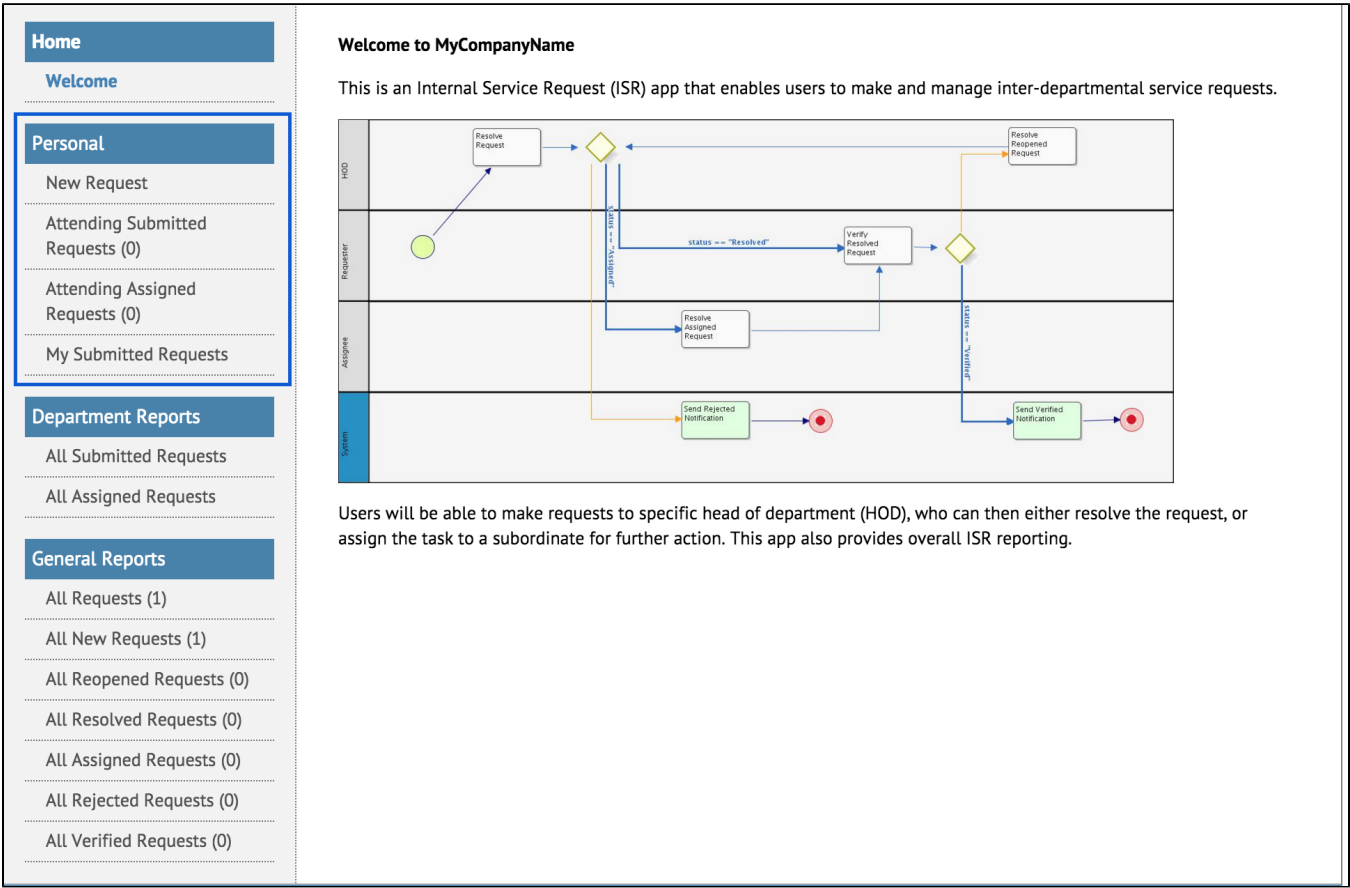 Home
Welcome
Personal
New Request
Attending Submitted
Requests (0)
Attending Assigned
Requests (0)
My Submitted Requests
Department Reports
All Submitted Requests
All Assigned Requests
General Reports
All Requests (1)
All New Requests (1)
All Reopened Requests (0)
All Resolved Requests (0)
All Assigned Requests (0)
All Rejected Requests (0)
All Verified Requests (0)
Welcome to MyCompanyName
This is an Internal Service Request (ISR) app that enables users to make and manage inter-departmental service requests.
HOD
Resolve
Request
Resolve
Reopened
Request
Requester
status == "Assigned"
status == "Resolved"
Verify
Resolved
Request
Assignee
Resolve
Assigned
Request
status == "Verified"
System
Send Rejected
Notification
Send Verified
Notification
Users will be able to make requests to specific head of department (HOD), who can then either resolve the request, or
assign the task to a subordinate for further action. This app also provides overall ISR reporting.